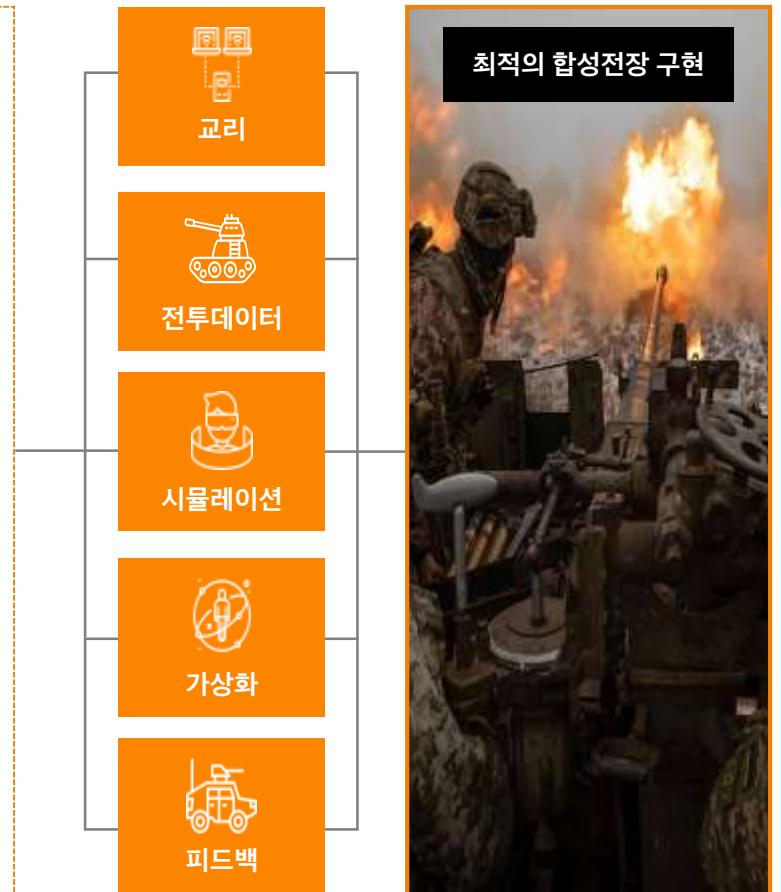 교리
전투데이터
시뮬레이션
가상화
피드백
최적의 합성전장 구현